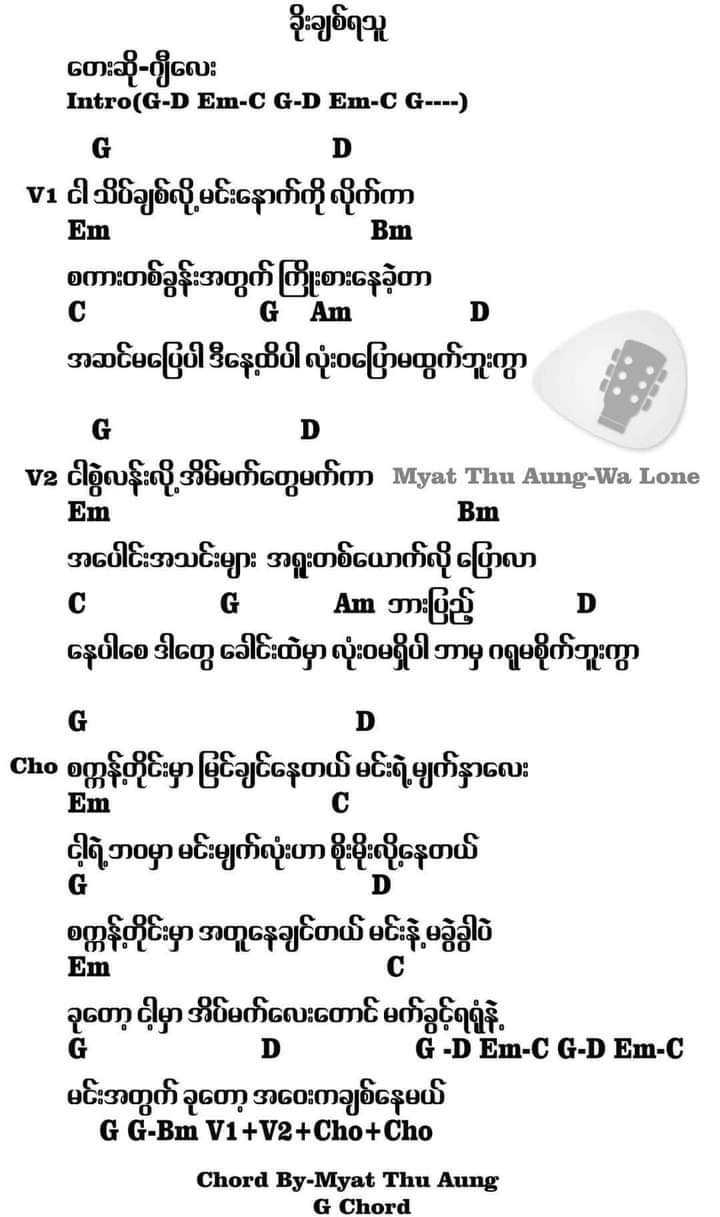 ခိုးချစ်ရသူ
တေးဆို-ဂျီလေး
Intro(G-D Em-C G-D Em-C G----)
G D
V1 ငါ သိပ်ချစ်လို့ မင်းနောက်ကို လိုက်ကာ
Em Bm
စကားတစ်ခွန်းအတွက် ကြိုးစားနေခဲ့တာ
C G Am D
အဆင်မပြေပါ ဒီနေ့ထိပါ လုံးဝပြောမထွက်ဘူးကွာ
G D
V2 ငါစွဲလန်းလို့ အိမ်မက်တွေမက်ကာ
Myat Thu Aung-Wa Lone
Em Bm
အပေါင်းအသင်းများ အရူးတစ်ယောက်လို ပြောလာ
C G Am ဘားပြည့် D
နေပါစေ ဒါတွေ ခေါင်းထဲမှာ လုံးဝမရှိပါ ဘာမှ ဂရုမစိုက်ဘူးကွာ
G D
Cho စက္ကန့်တိုင်းမှာ မြင်ချင်နေတယ် မင်းရဲ့မျက်နှာလေး
Em C
ငါ့ရဲ့ဘဝမှာ မင်းမျက်လုံးဟာ စိုးမိုးလို့နေတယ်
G D
စက္ကန့်တိုင်းမှာ အတူနေချင်တယ် မင်းနဲ့ မခွဲခွါပဲ
Em C
ခုတော့ ငါ့မှာ အိပ်မက်လေးတောင် မက်ခွင့်ရရုံနဲ့
G D G -D Em-C G-D Em-C
မင်းအတွက် ခုတော့ အဝေးကချစ်နေမယ်
G G-Bm V1+V2+Cho+Cho
Chord By-Myat Thu Aung
G Chord